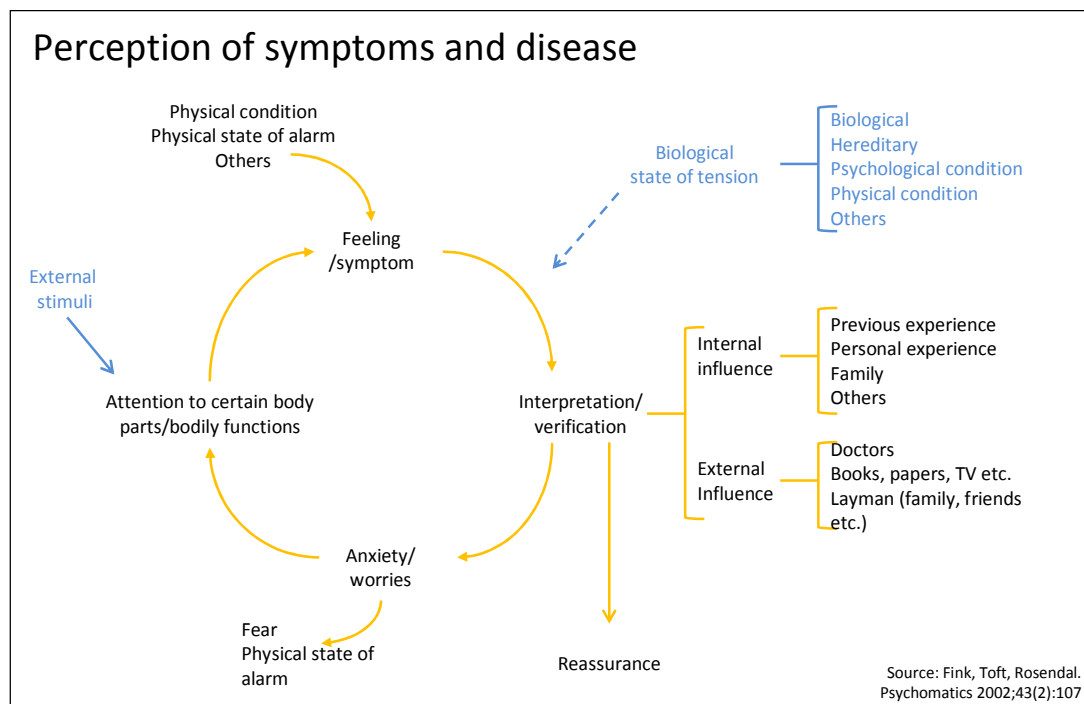 Perception of symptoms and disease
Physical condition
Physical state of alarm
Others
Biological
state of tension
Biological
Hereditary
Psychological condition
Physical condition
Others
Feeling
/symptom
External
stimuli
Attention to certain body
parts/bodily functions
Interpretation/
verification
Internal
influence
Previous experience
Personal experience
Family
Others
External
Influence
Doctors
Books, papers, TV etc.
Layman (family, friends
etc.)
Anxiety/
worries
Fear
Physical state of
alarm
Reassurance
Source: Fink, Toft, Rosendal.
Psychomatics 2002;43(2):107